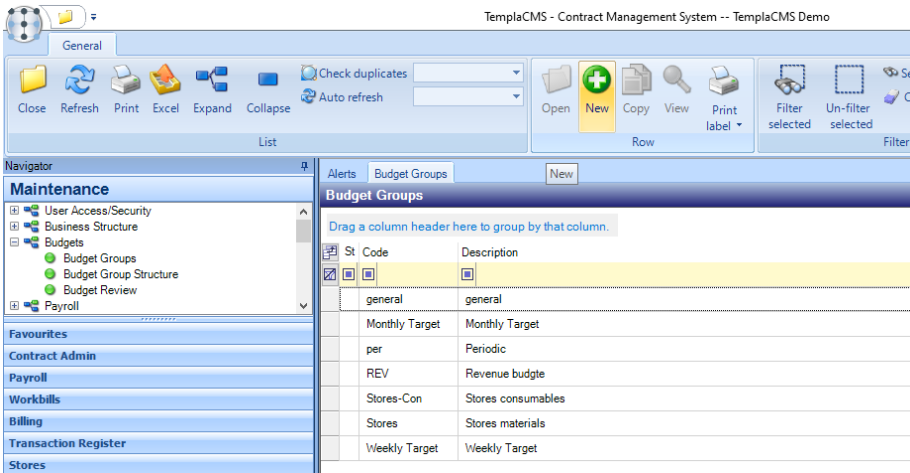 TemplaCMS - Contract Management System -- TemplaCMS Demo
General
Check duplicates
Auto refresh
Close Refresh Print Excel Expand Collapse
Open New Copy View Print label
Filter selected Un-filter selected
List Row Filter
Navigator
Maintenance
User Access/Security
Business Structure
Budgets
Budget Groups
Budget Group Structure
Budget Review
Payroll
Favourites
Contract Admin
Payroll
Workbills
Billing
Transaction Register
Stores
Alerts Budget Groups New
Budget Groups
Drag a column header here to group by that column.
St Code Description
general general
Monthly Target Monthly Target
per Periodic
REV Revenue budgte
Stores-Con Stores consumables
Stores Stores materials
Weekly Target Weekly Target